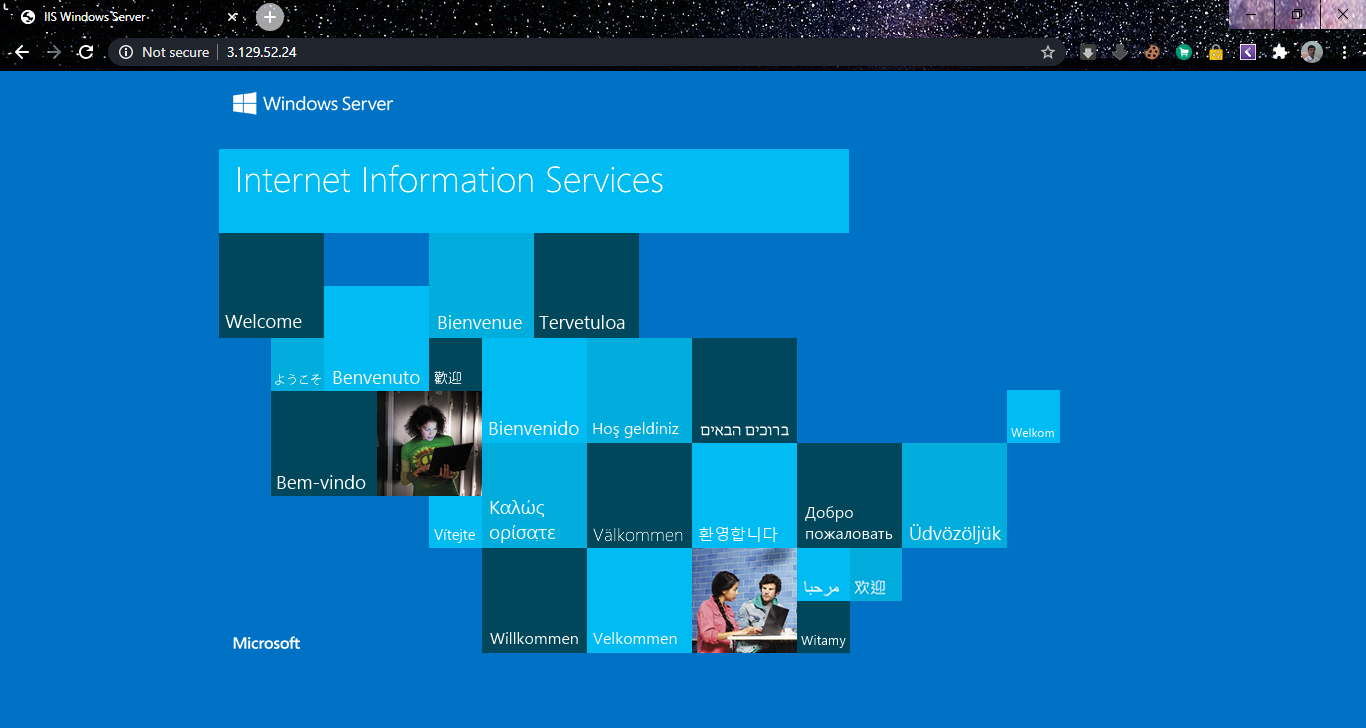 IIS Windows Server
Not secure
3.129.52.24
Windows Server
Internet Information Services
Welcome
Bienvenue
Tervetuloa
ようこそ
Benvenuto
歡迎
Bienvenido
Hoş geldiniz
ברוכים הבאים
Welkom
Bem-vindo
Vítejte
Καλώς
ορίσατε
Välkommen
환영합니다
Добро
пожаловать
Üdvözöljük
Willkommen
Velkommen
مرحبا
欢迎
Witamy
Microsoft